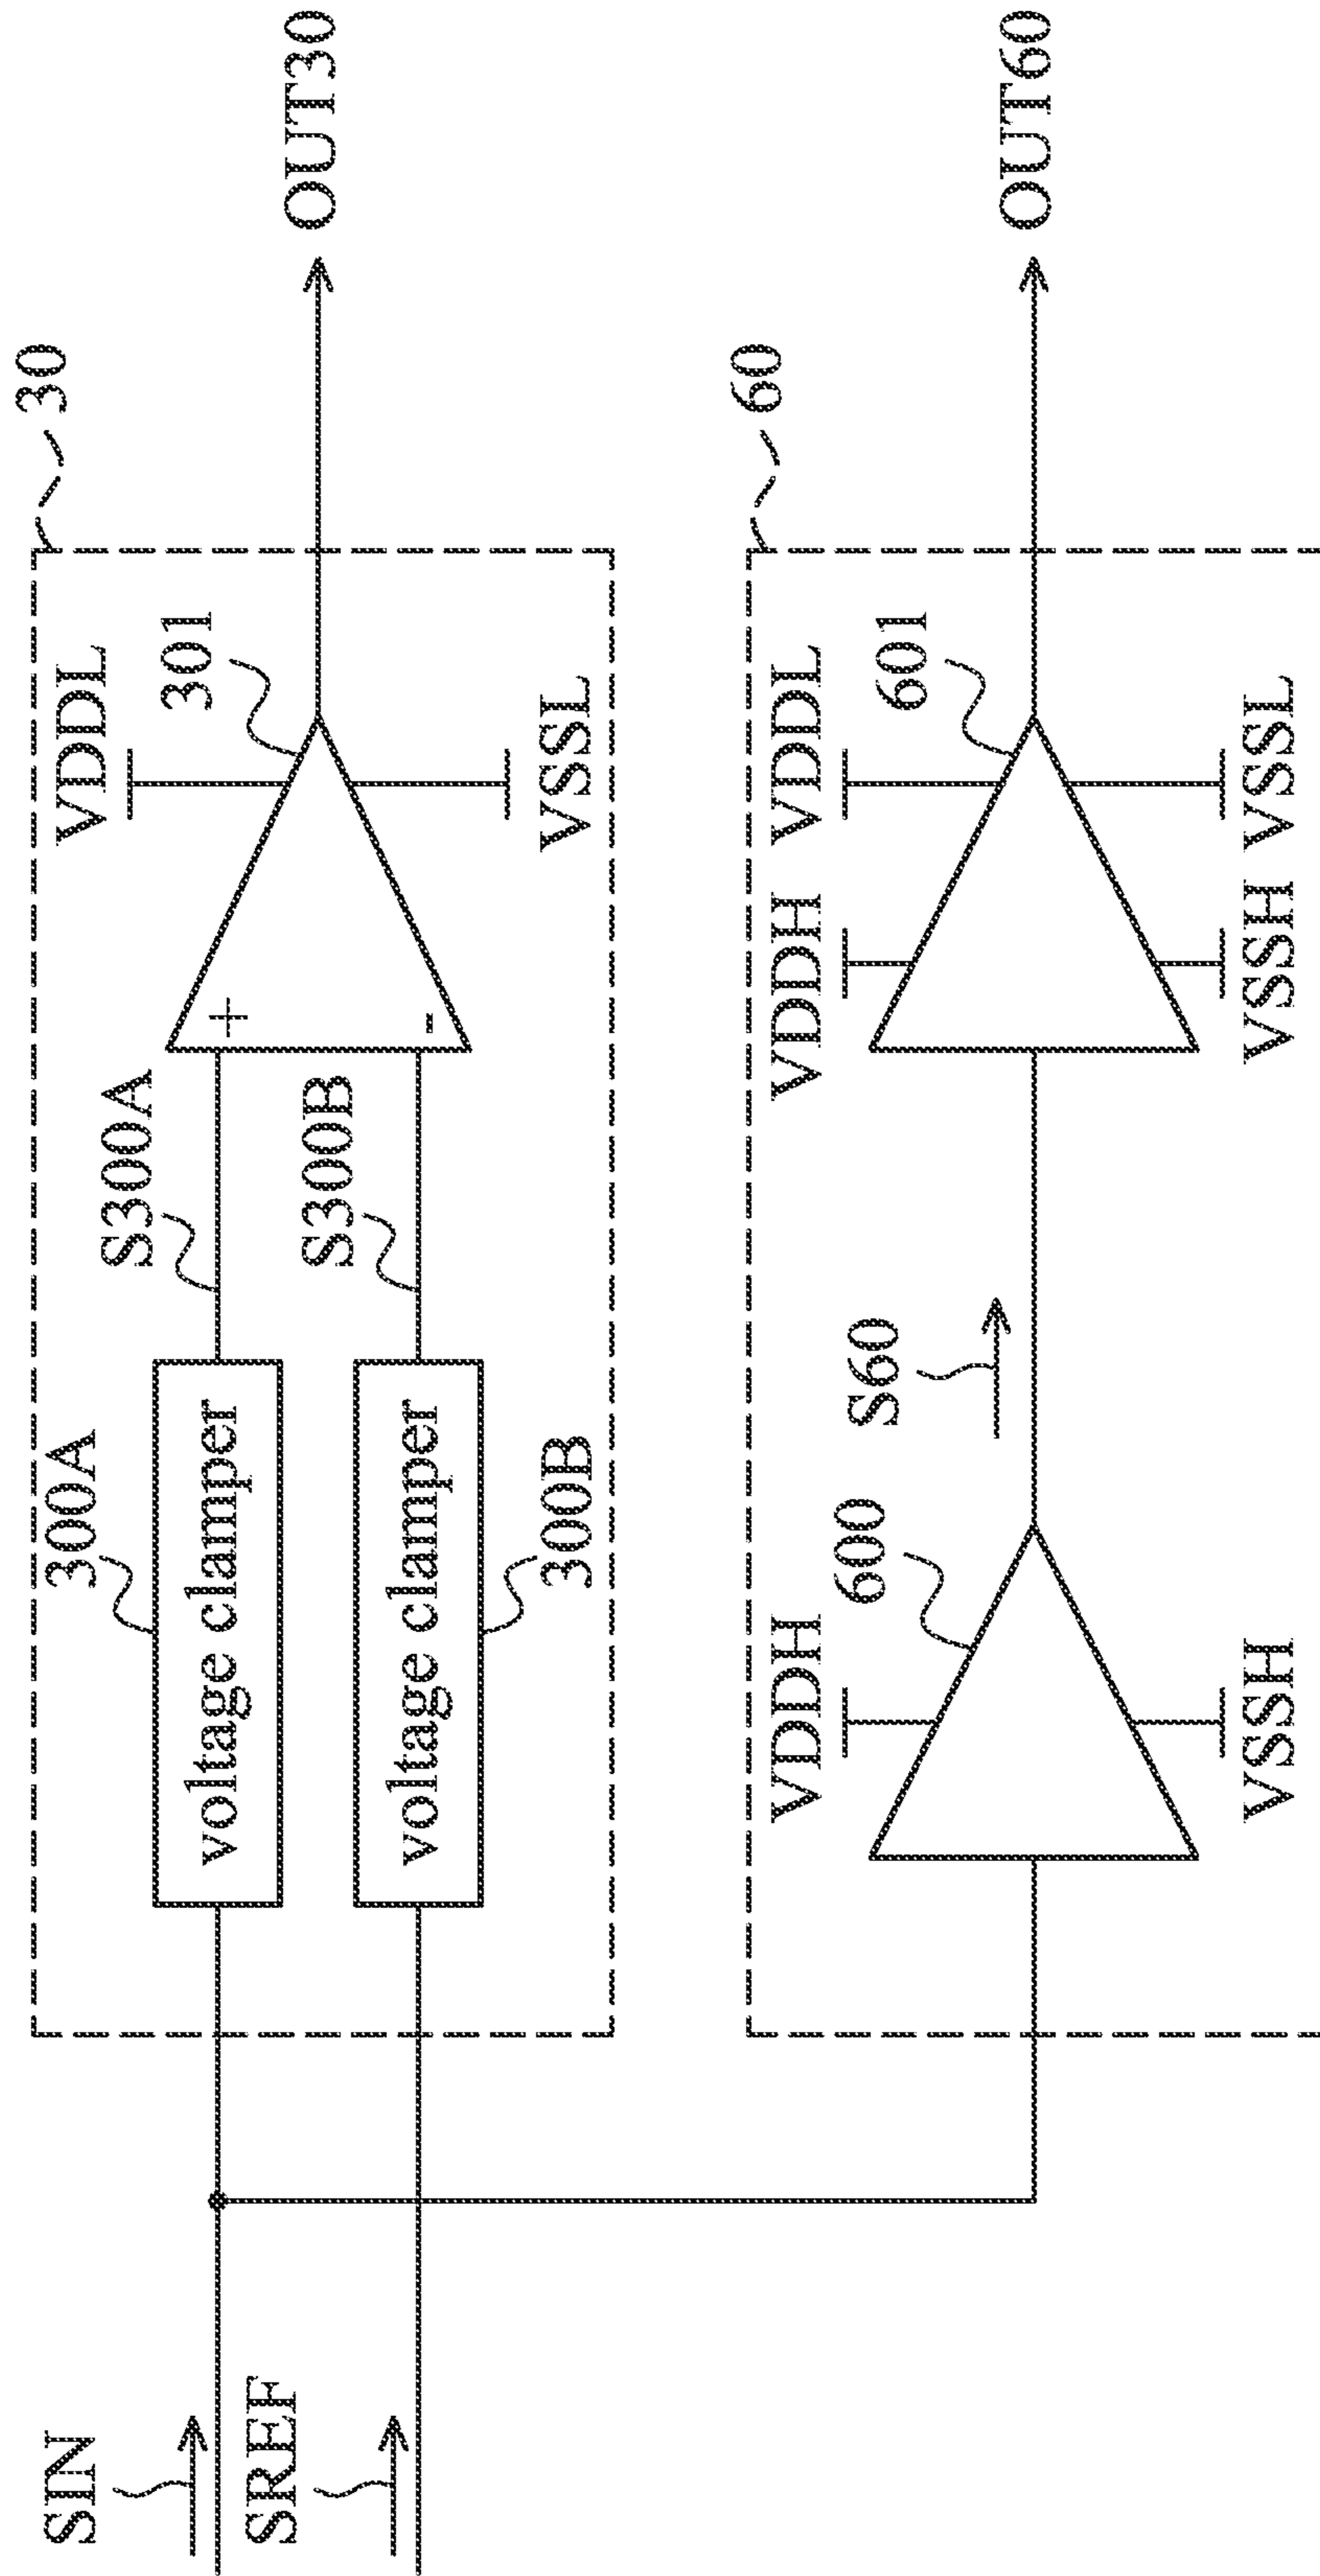 SIN
SREF
30
300A
voltage clamper
S300A
VDDL
301
+
-
voltage clamper
300B
S300B
VSSL
OUT30
60
VDDH
600
VSSH
S60
VDDH VDDL
601
VSSH VSSL
OUT60